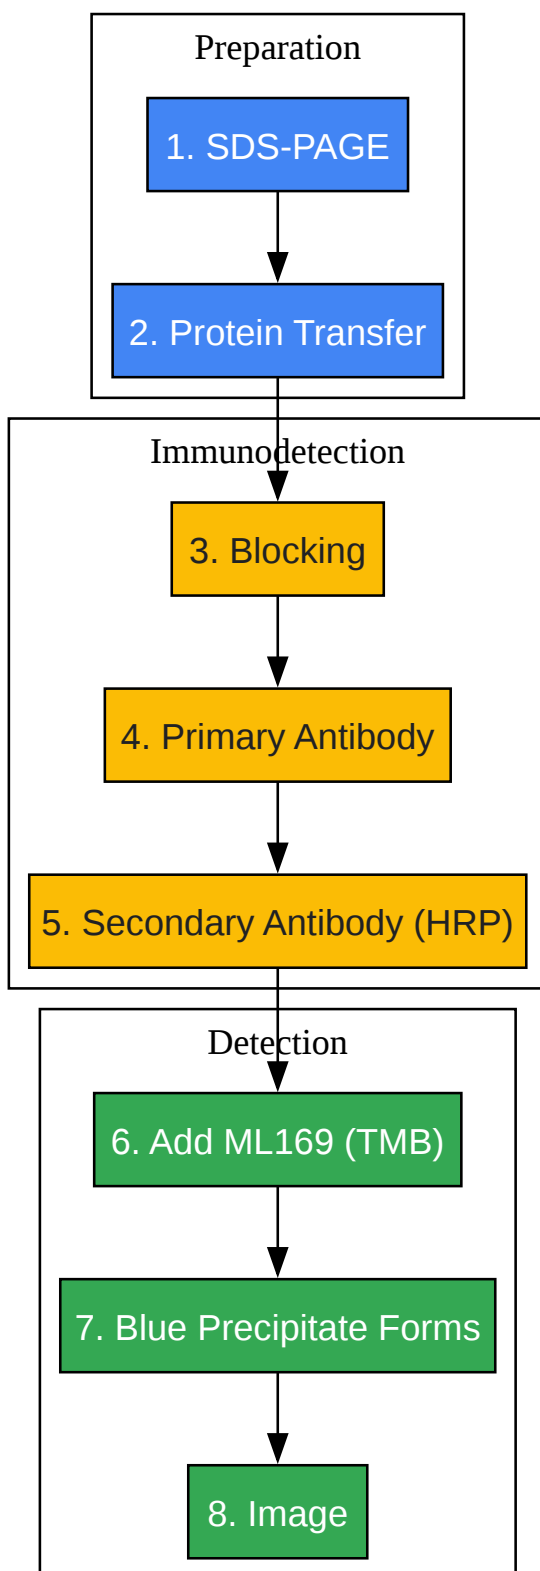 Preparation
1. SDS-PAGE
2. Protein Transfer
Immunodetection
3. Blocking
4. Primary Antibody
5. Secondary Antibody (HRP)
Detection
6. Add ML169 (TMB)
7. Blue Precipitate Forms
8. Image